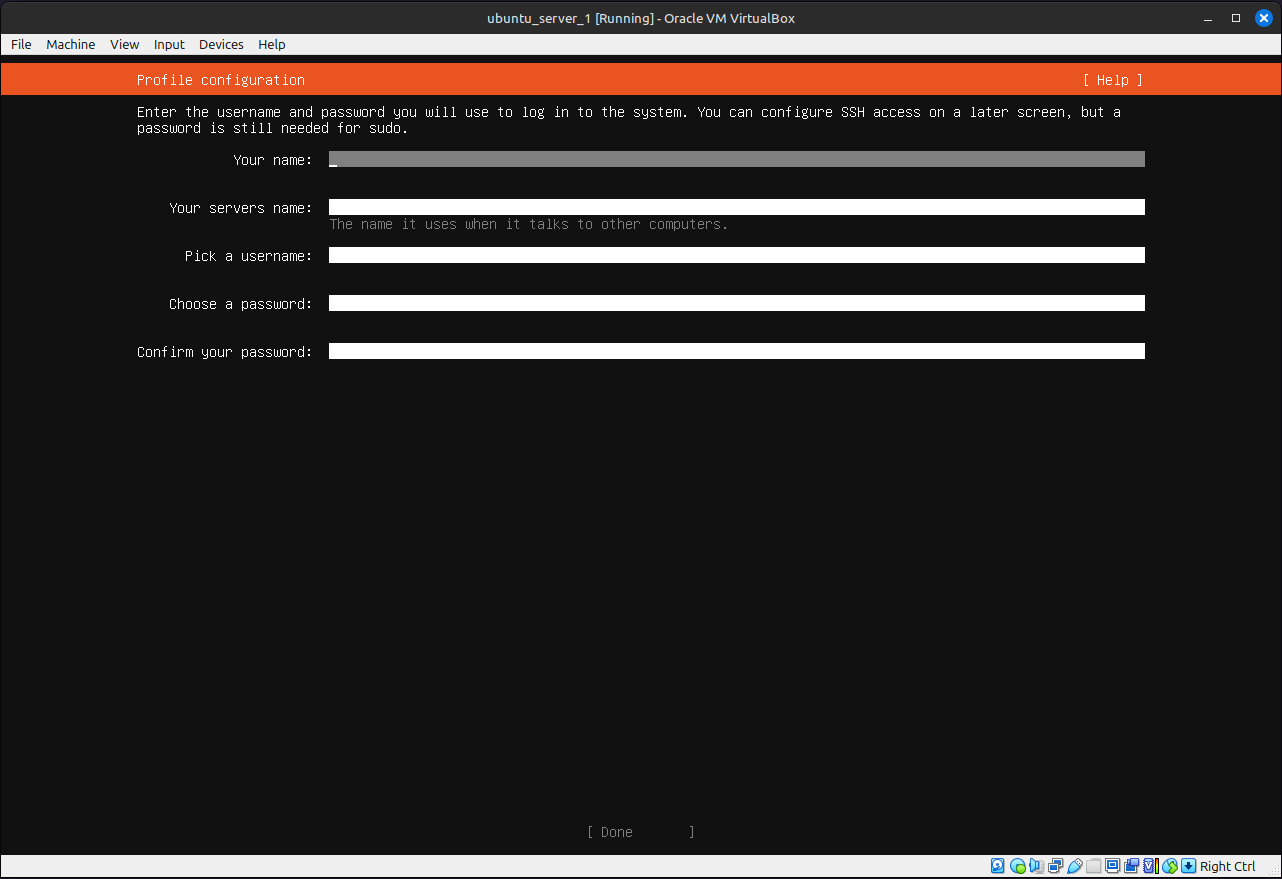 ubuntu_server_1 [Running] - Oracle VM VirtualBox
File Machine View Input Devices Help
Profile configuration [ Help ]
Enter the username and password you will use to log in to the system. You can configure SSH access on a later screen, but a
password is still needed for sudo.
Your name:
Your servers name:
The name it uses when it talks to other computers.
Pick a username:
Choose a password:
Confirm your password:
[ Done ]
Right Ctrl